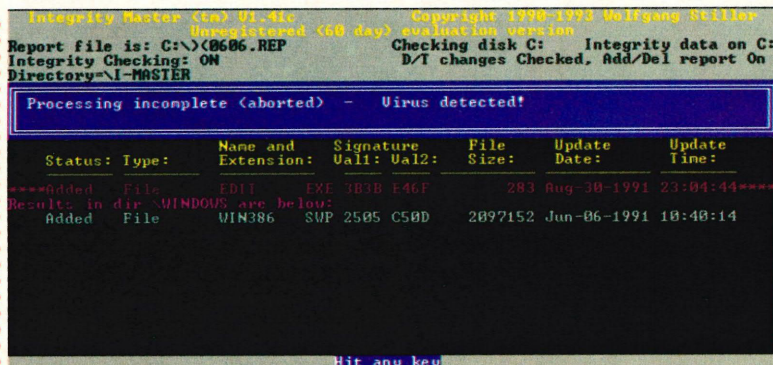 Integrity Master (tm) V1.41c Copyright 1990-1993 Wolfgang Stiller
Unregistered (60 day) evaluation version
Report file is: C:\)(0606.REP Checking disk C: Integrity data on C:
Integrity Checking: ON D/T changes Checked, Add/Del report On
Directory=\I-MASTER
Processing incomplete (aborted) - Virus detected!
Name and Signature File Update Update
Status: Type: Extension: Val1: Val2: Size: Date: Time:
****Added File EDIT EXE 3B3B E46F 283 Aug-30-1991 23:04:44****
Results in dir \WINDOWS are below:
Added File WIN386 SWP 2505 C50D 2097152 Jun-06-1991 10:40:14
Hit any key